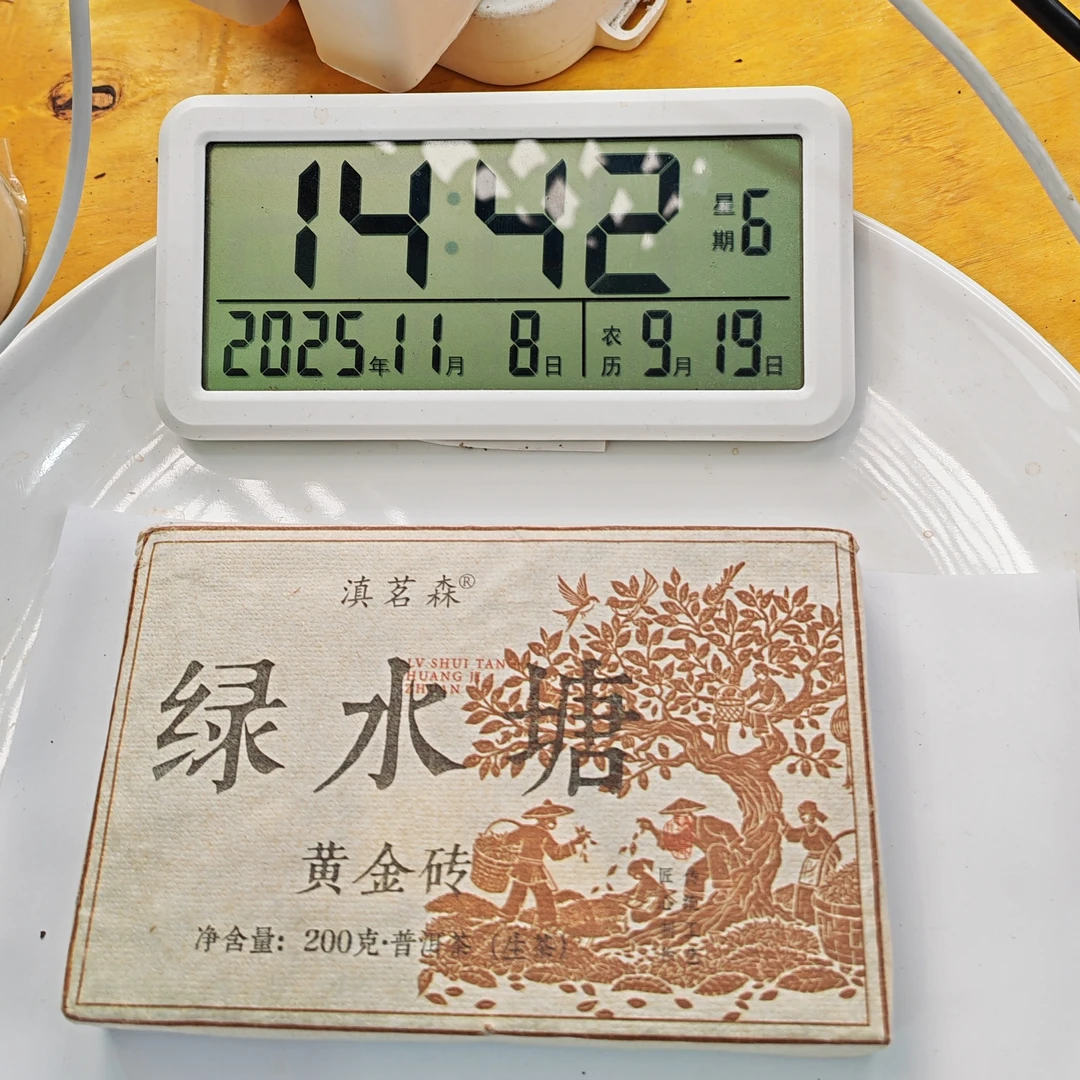 14:42
星期6
2025年11月8日
农历9月19日
滇茗森®
LV SHUI TANG
HUANG JIN
ZHUAN
绿水塘
黄金砖
净含量：200克·普洱茶（生茶）